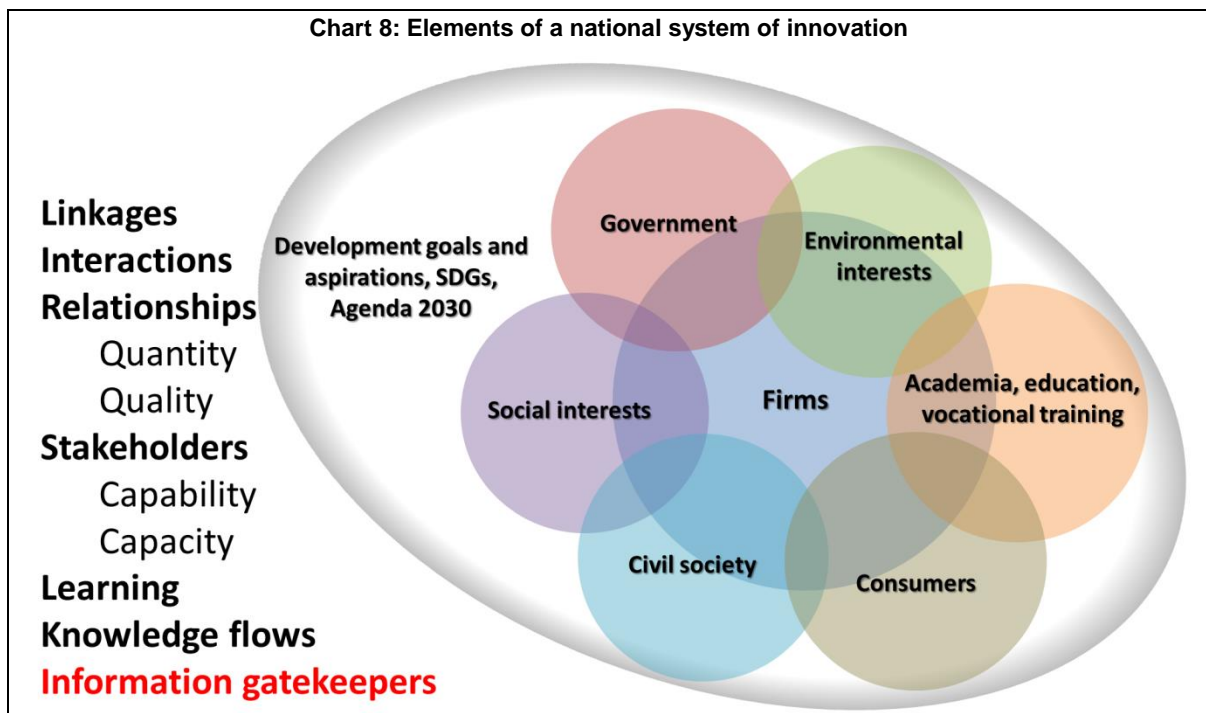 Chart 8: Elements of a national system of innovation
Linkages
Interactions
Relationships
Quantity
Quality
Stakeholders
Capability
Capacity
Learning
Knowledge flows
Information gatekeepers
Development goals and
aspirations, SDGs,
Agenda 2030
Government
Environmental
interests
Social interests
Firms
Academia, education,
vocational training
Civil society
Consumers